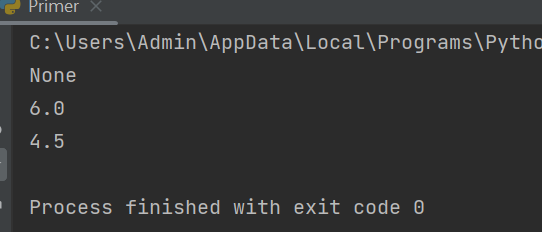 Primer
C:\Users\Admin\AppData\Local\Programs\Pytho
None
6.0
4.5
Process finished with exit code 0